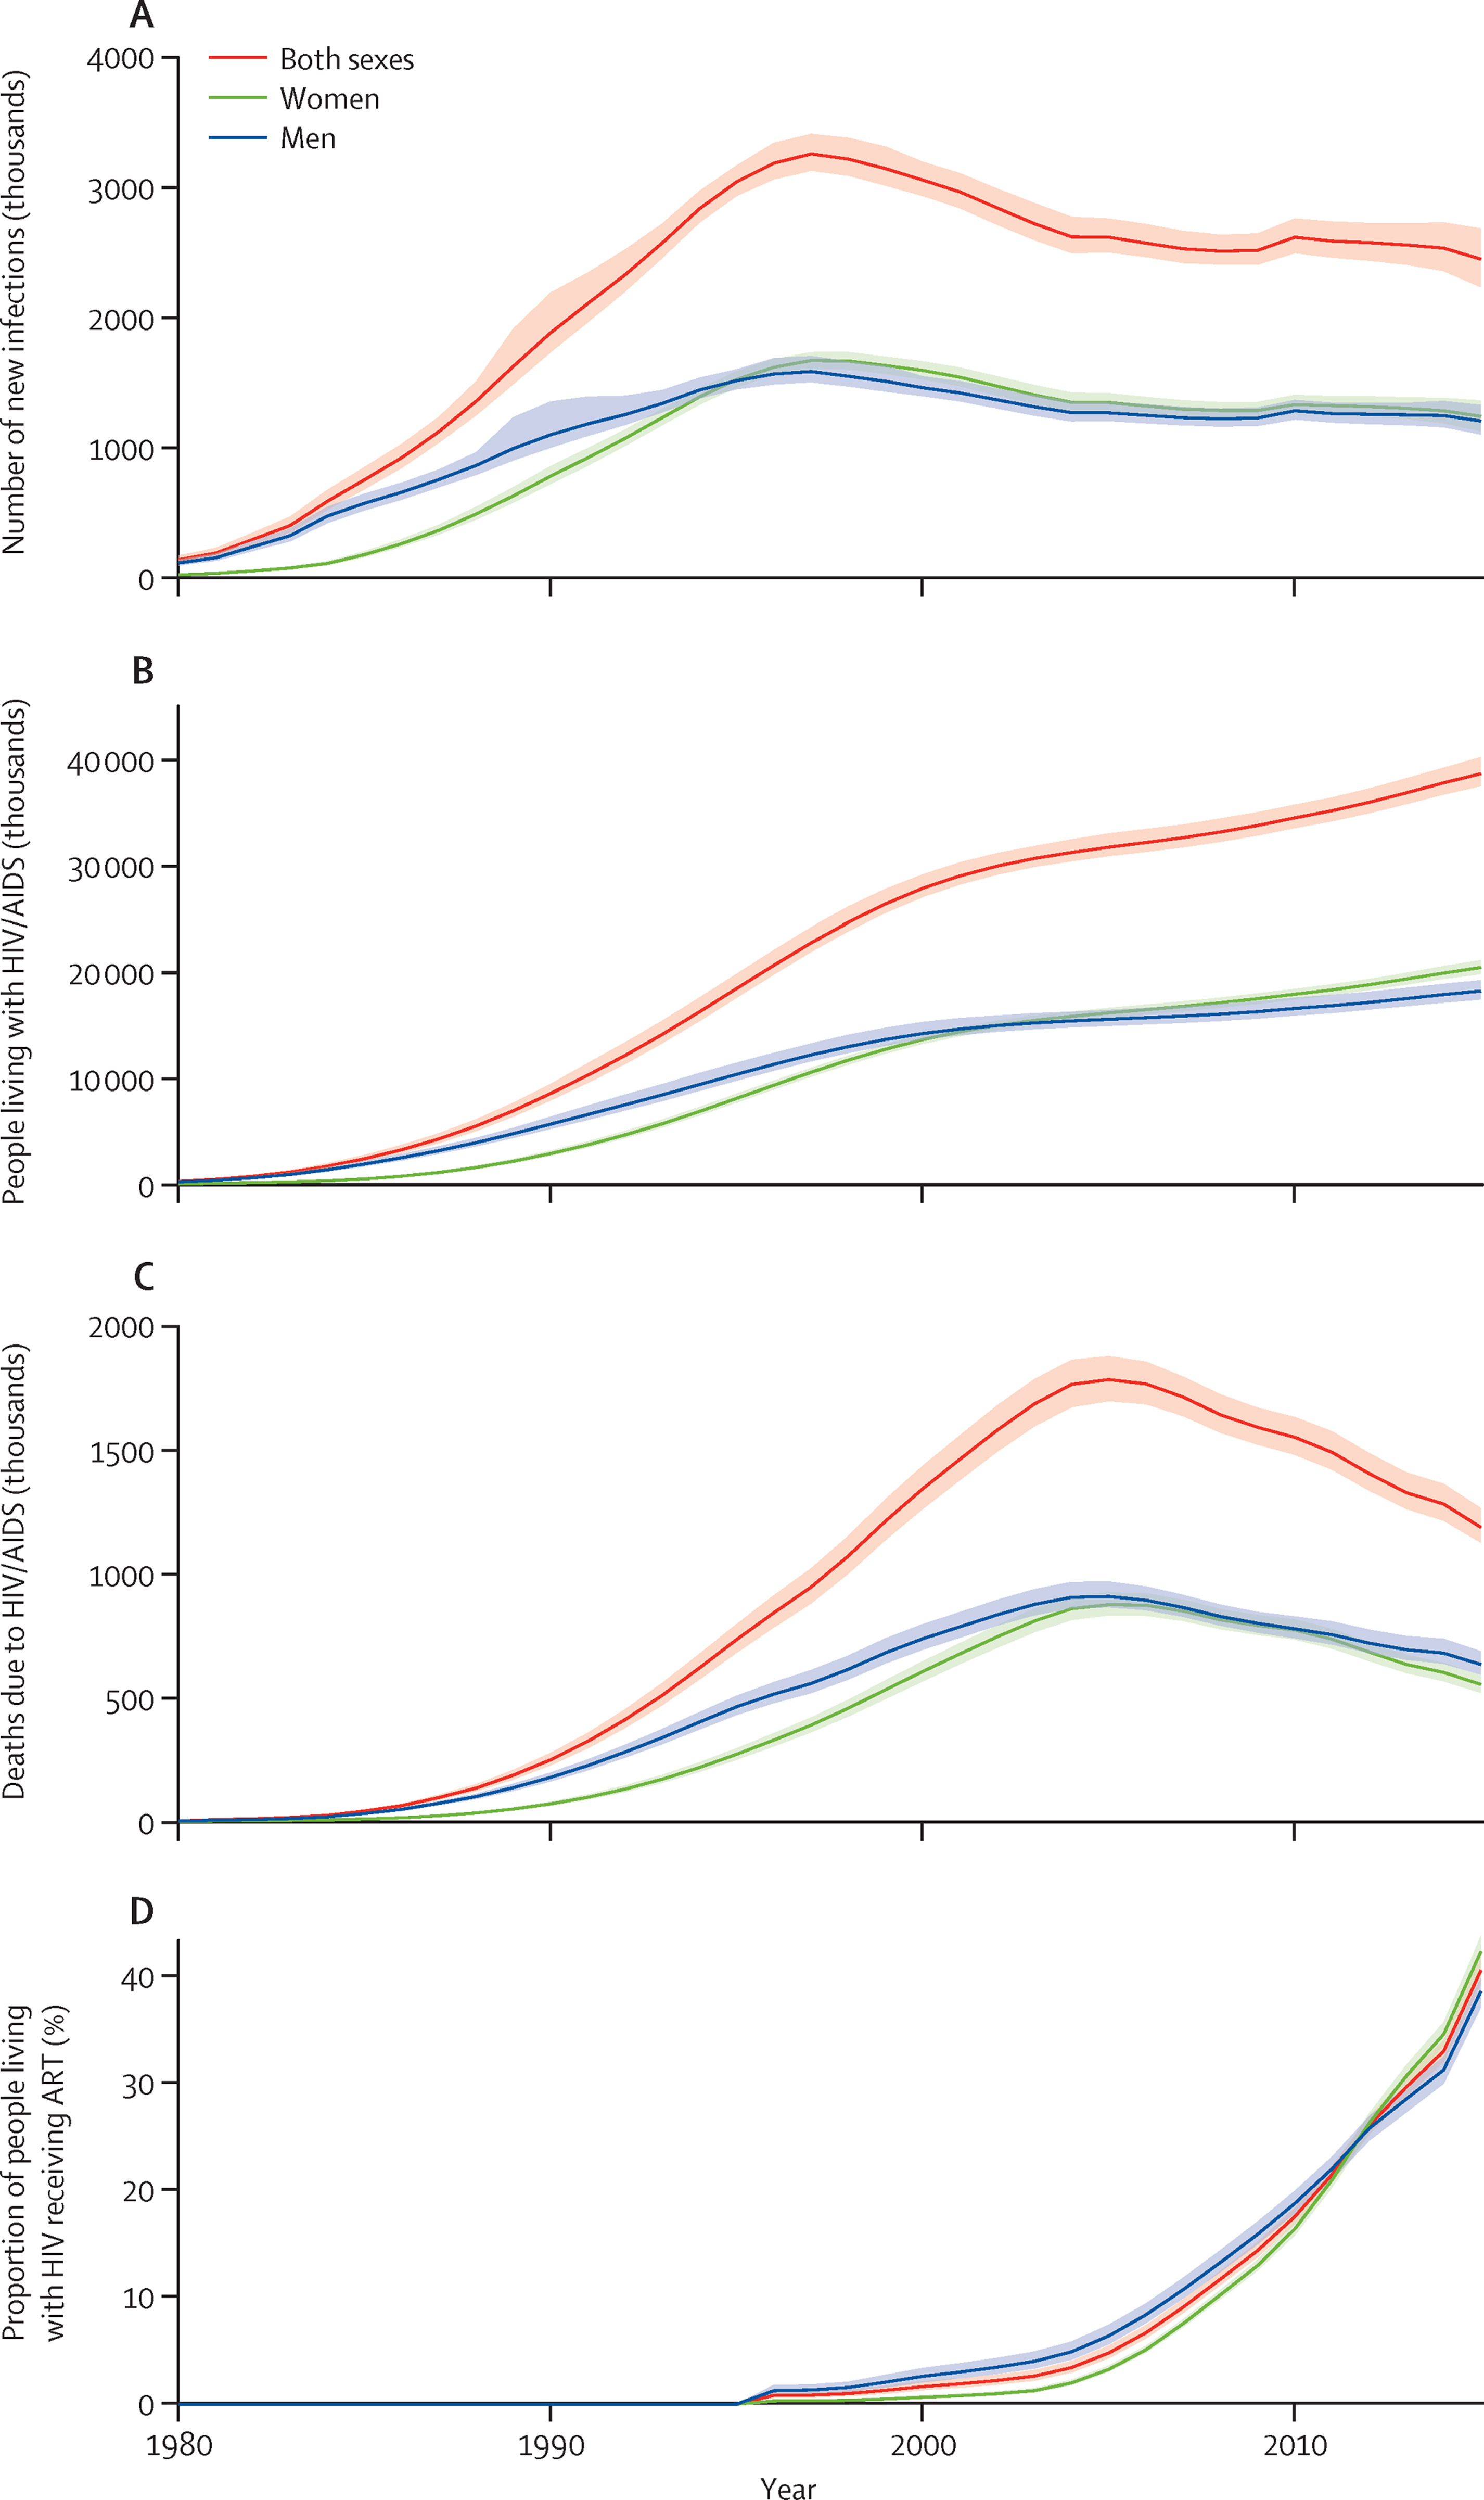 A
Number of new infections (thousands)
4000
3000
2000
1000
0
Both sexes
Women
Men
B
People living with HIV/AIDS (thousands)
40 000
30 000
20 000
10 000
0
C
Deaths due to HIV/AIDS (thousands)
2000
1500
1000
500
0
D
Proportion of people living
with HIV receiving ART (%)
40
30
20
10
0
1980 1990 2000 2010
Year